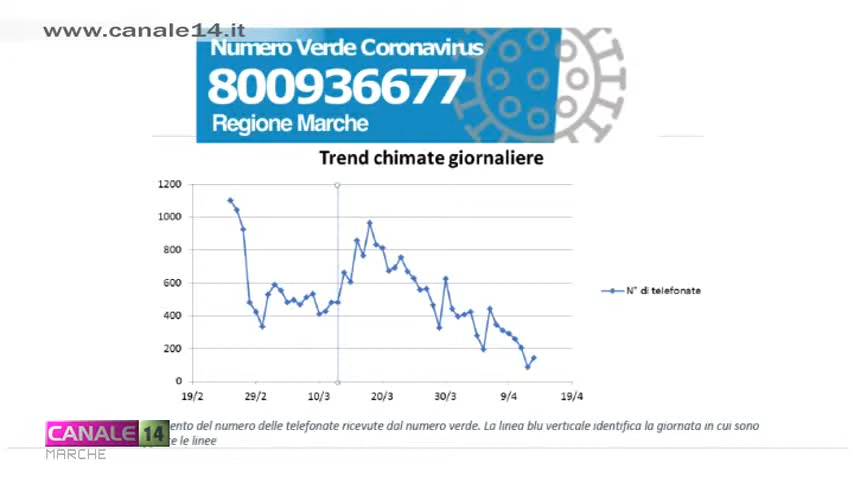 www.canale14.it
Numero Verde Coronavirus
800936677
Regione Marche
Trend chimate giornaliere
1200
1000
800
600
400
200
0
19/2 29/2 10/3 20/3 30/3 9/4 19/4
N° di telefonate
del numero delle telefonate ricevute dal numero verde. La linea blu verticale identifica la giornata in cui sono
le linee
CANALE 14
MARCHE